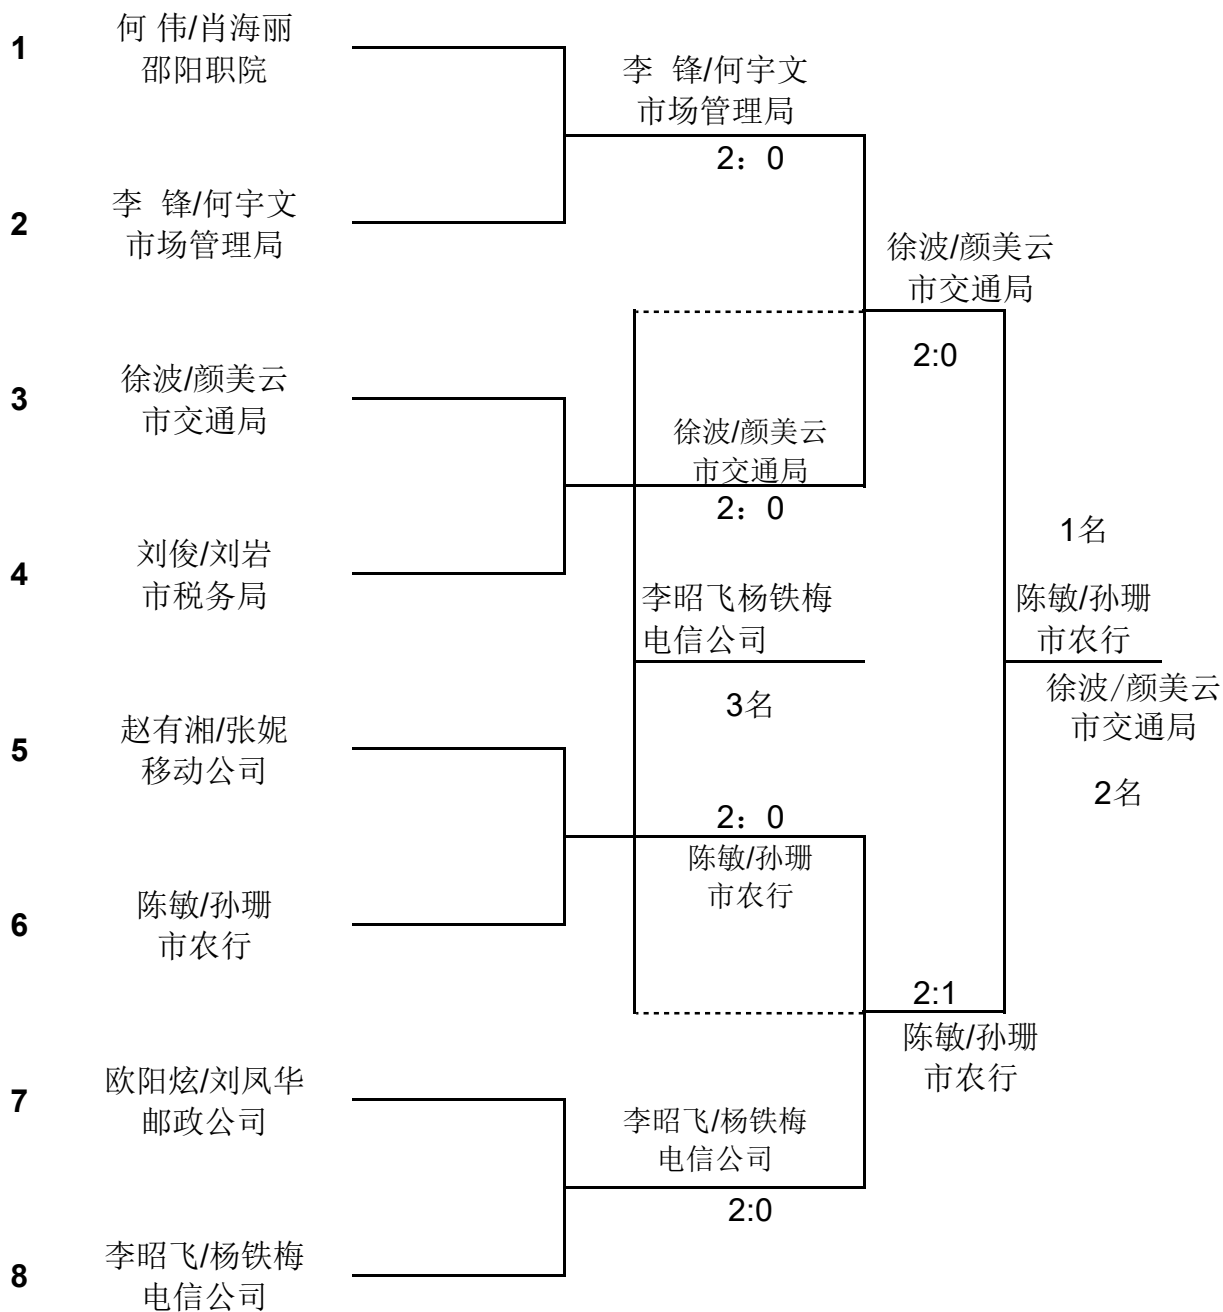 1
何 伟/肖海丽
邵阳职院
李 锋/何宇文
市场管理局
2：0
2
李 锋/何宇文
市场管理局
徐波/颜美云
市交通局
2:0
3
徐波/颜美云
市交通局
徐波/颜美云
市交通局
2：0
1名
4
刘俊/刘岩
市税务局
李昭飞杨铁梅
电信公司
3名
陈敏/孙珊
市农行
徐波/颜美云
市交通局
2名
5
赵有湘/张妮
移动公司
2：0
陈敏/孙珊
市农行
6
陈敏/孙珊
市农行
2:1
陈敏/孙珊
市农行
7
欧阳炫/刘凤华
邮政公司
李昭飞/杨铁梅
电信公司
2:0
8
李昭飞/杨铁梅
电信公司